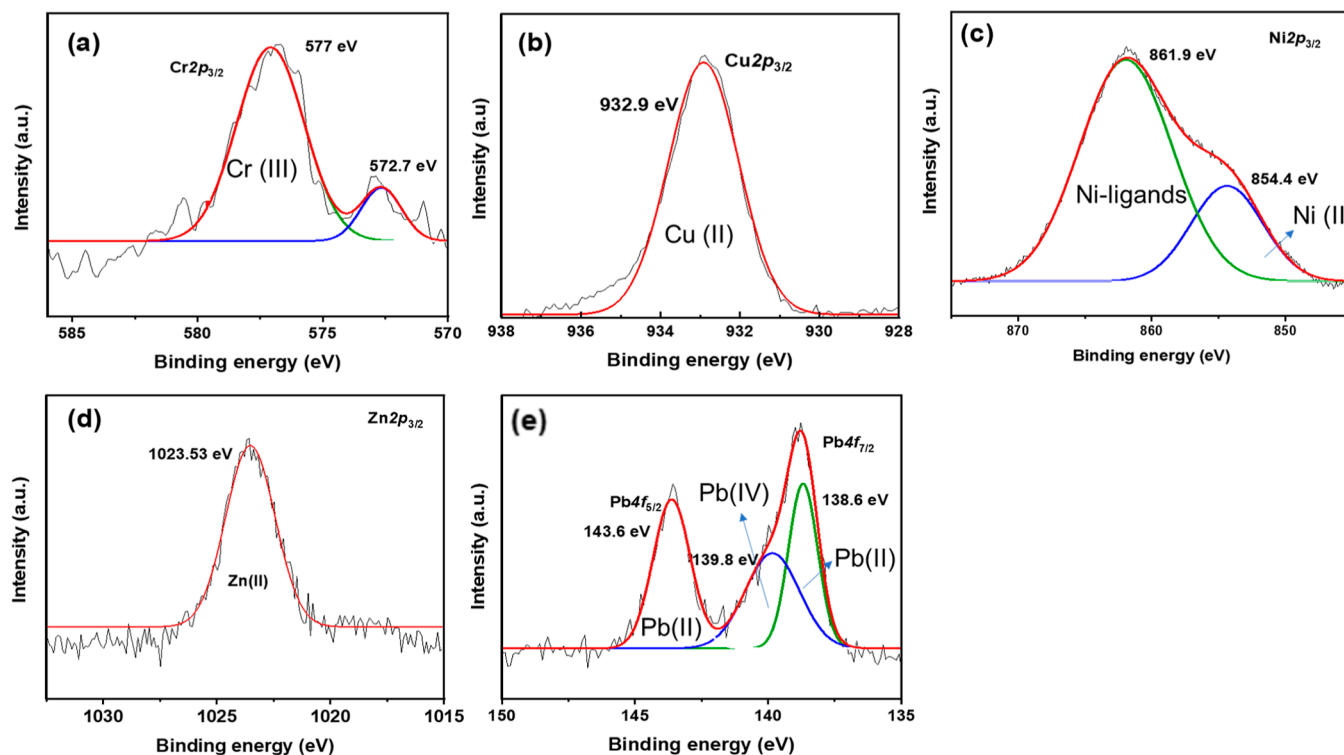 (a)
577 eV
Cr2p3/2
572.7 eV
Cr (III)
Intensity (a.u.)
585 580 575 570
Binding energy (eV)
(b)
Cu2p3/2
932.9 eV
Cu (II)
Intensity (a.u)
938 936 934 932 930 928
Binding energy (eV)
(c)
Ni2p3/2
861.9 eV
854.4 eV
Ni-ligands
Ni (II
Intensity (a.u.)
870 860 850
Binding energy (eV)
(d)
Zn2p3/2
1023.53 eV
Zn(II)
Intensity (a.u.)
1030 1025 1020 1015
Binding energy (eV)
(e)
Pb4f7/2
Pb(IV)
Pb4f5/2
138.6 eV
143.6 eV
139.8 eV
Pb(II)
Pb(II)
Intensity (a.u.)
150 145 140 135
Binding energy (eV)